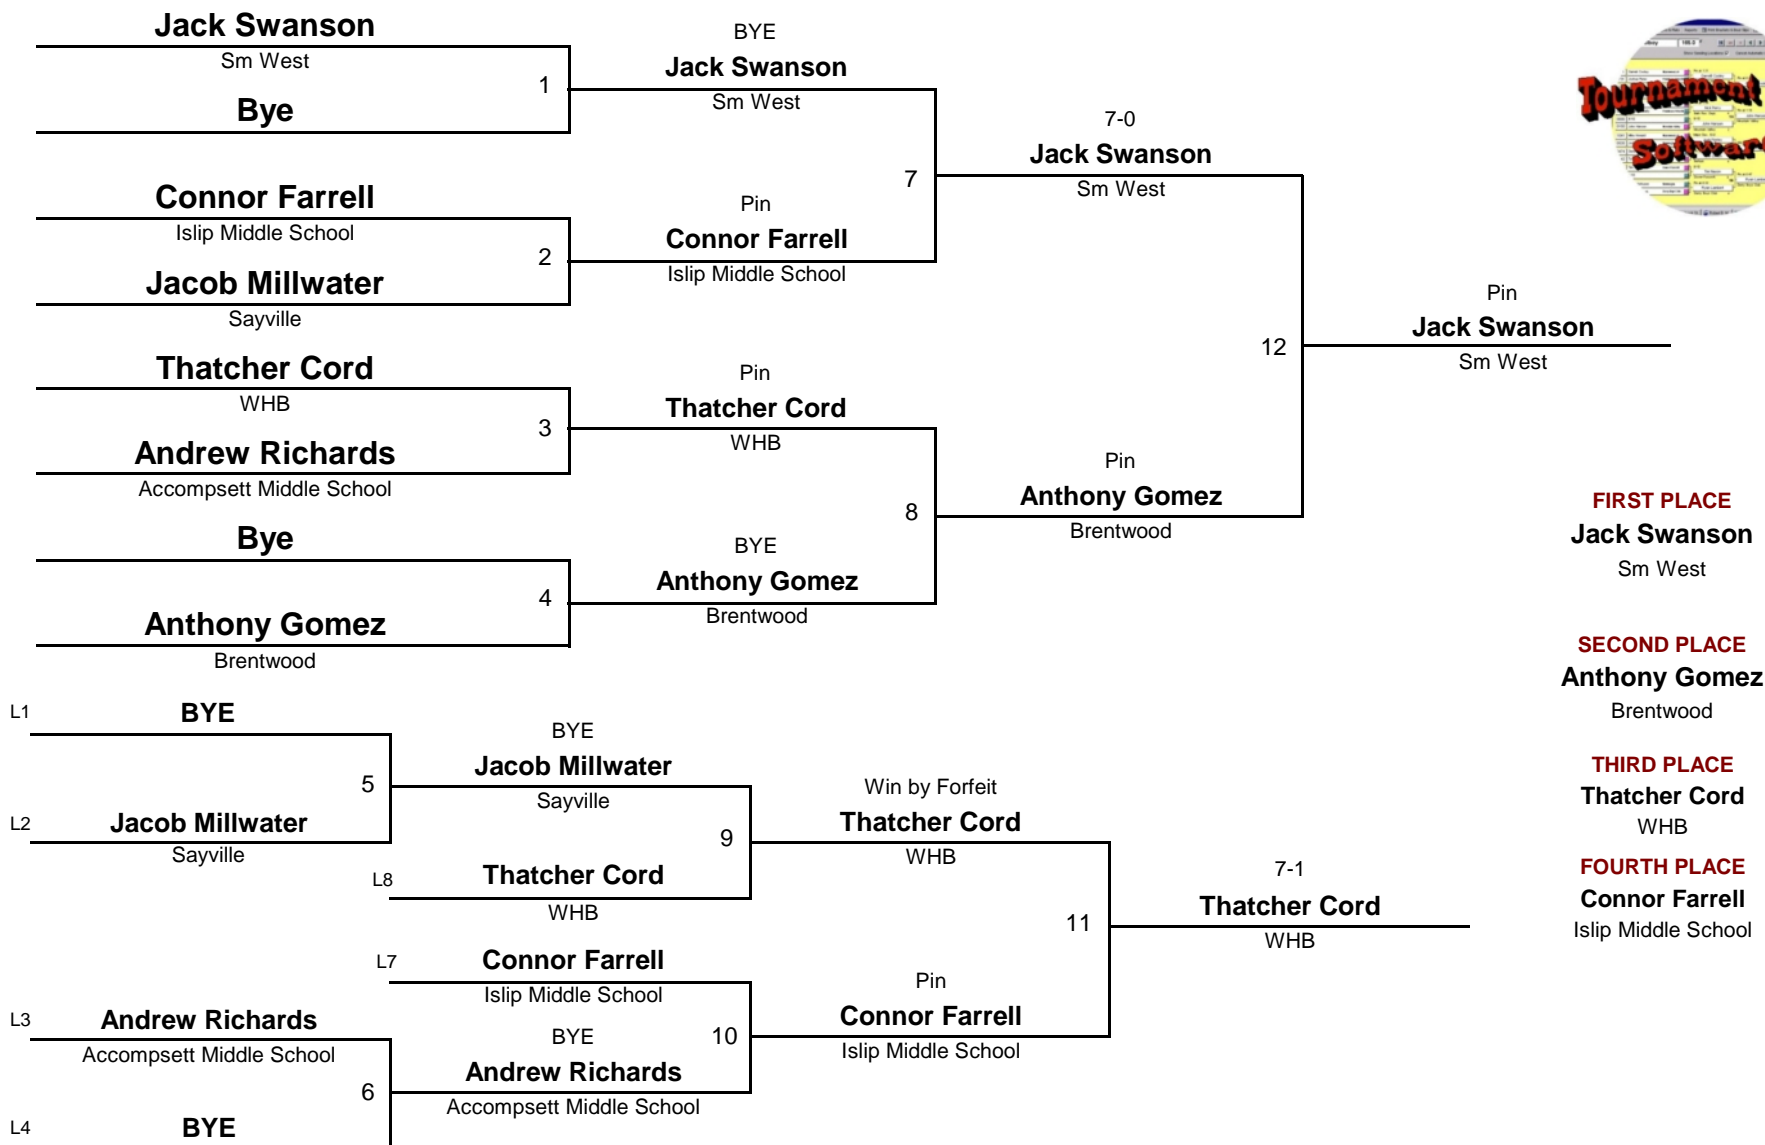 Jack Swanson
Sm West
1
Bye
BYE
Jack Swanson
Sm West
Connor Farrell
Islip Middle School
2
Jacob Millwater
Sayville
Pin
Connor Farrell
Islip Middle School
7
7-0
Jack Swanson
Sm West
Thatcher Cord
WHB
3
Andrew Richards
Accompsett Middle School
Pin
Thatcher Cord
WHB
Bye
4
Anthony Gomez
Brentwood
BYE
Anthony Gomez
Brentwood
8
Pin
Anthony Gomez
Brentwood
12
Pin
Jack Swanson
Sm West
Tournament
Software
FIRST PLACE
Jack Swanson
Sm West
SECOND PLACE
Anthony Gomez
Brentwood
THIRD PLACE
Thatcher Cord
WHB
FOURTH PLACE
Connor Farrell
Islip Middle School
L1
BYE
5
L2
Jacob Millwater
Sayville
BYE
Jacob Millwater
Sayville
9
L8
Thatcher Cord
WHB
Win by Forfeit
Thatcher Cord
WHB
L7
Connor Farrell
Islip Middle School
10
L3
Andrew Richards
Accompsett Middle School
6
L4
BYE
BYE
Andrew Richards
Accompsett Middle School
Pin
Connor Farrell
Islip Middle School
11
7-1
Thatcher Cord
WHB